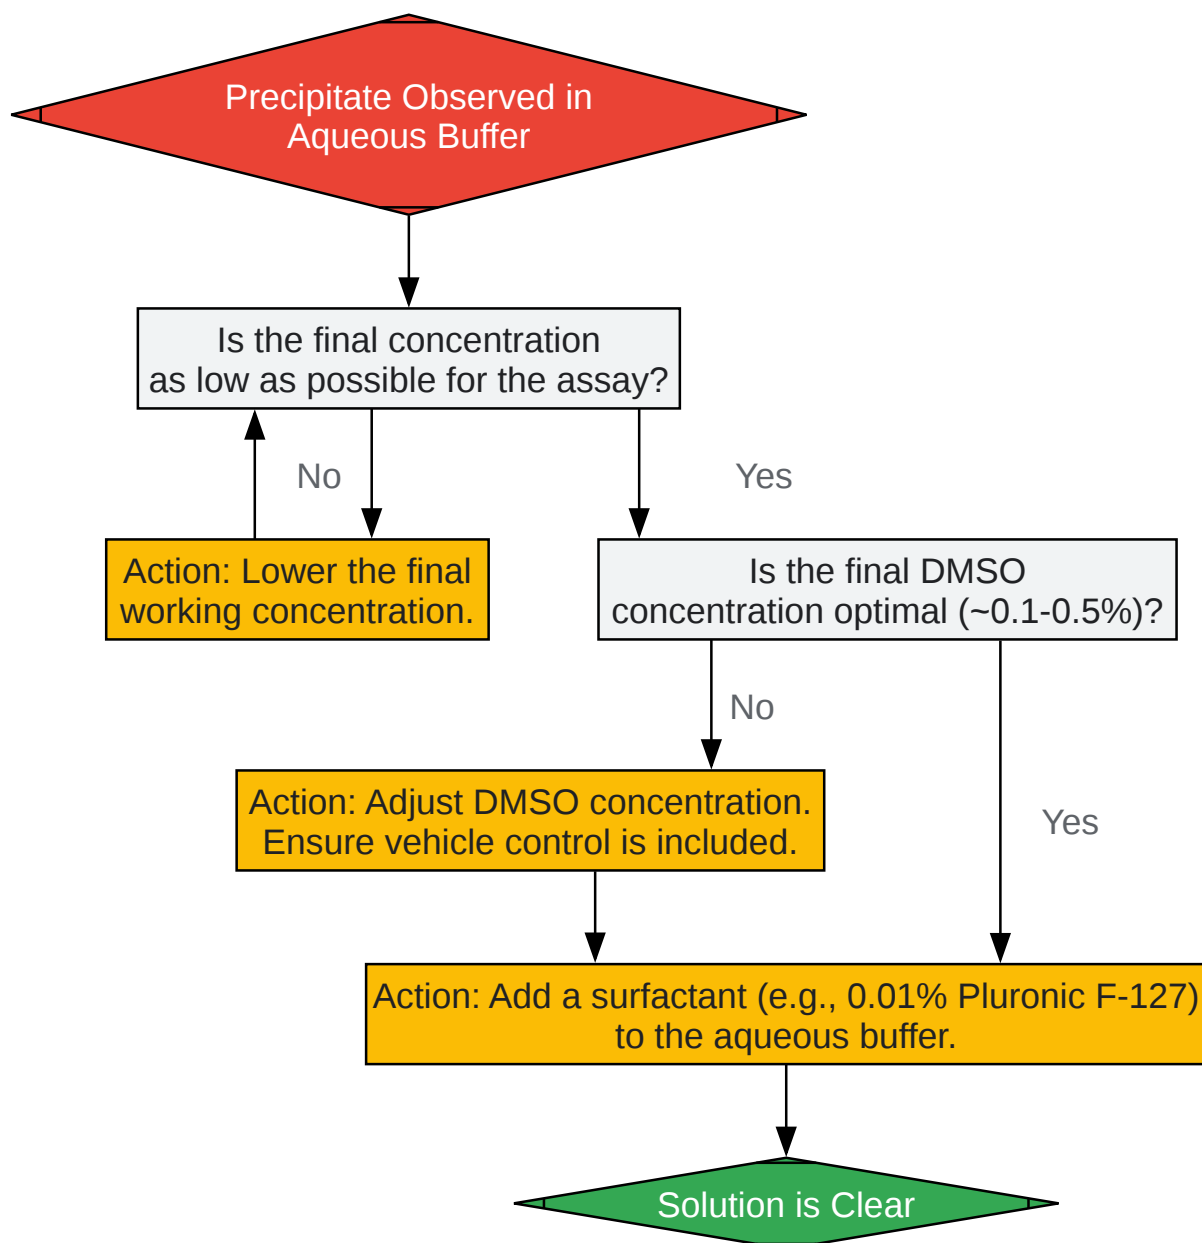 Precipitate Observed in
Aqueous Buffer
Is the final concentration
as low as possible for the assay?
No
Yes
Action: Lower the final
working concentration.
Is the final DMSO
concentration optimal (~0.1-0.5%)?
No
Action: Adjust DMSO concentration.
Ensure vehicle control is included.
Yes
Action: Add a surfactant (e.g., 0.01% Pluronic F-127)
to the aqueous buffer.
Solution is Clear